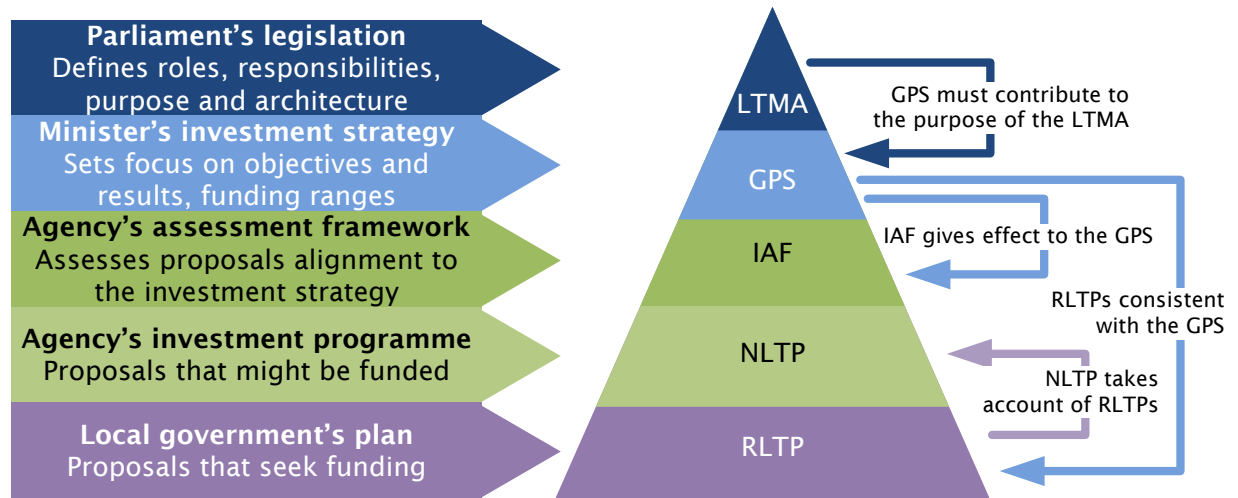 Parliament's legislation
Defines roles, responsibilities,
purpose and architecture
Minister's investment strategy
Sets focus on objectives and
results, funding ranges
Agency's assessment framework
Assesses proposals alignment to
the investment strategy
Agency's investment programme
Proposals that might be funded
Local government's plan
Proposals that seek funding
LTMA
GPS
IAF
NLTP
RLTP
GPS must contribute to
the purpose of the LTMA
IAF gives effect to the GPS
RLTPs consistent
with the GPS
NLTP takes
account of RLTPs